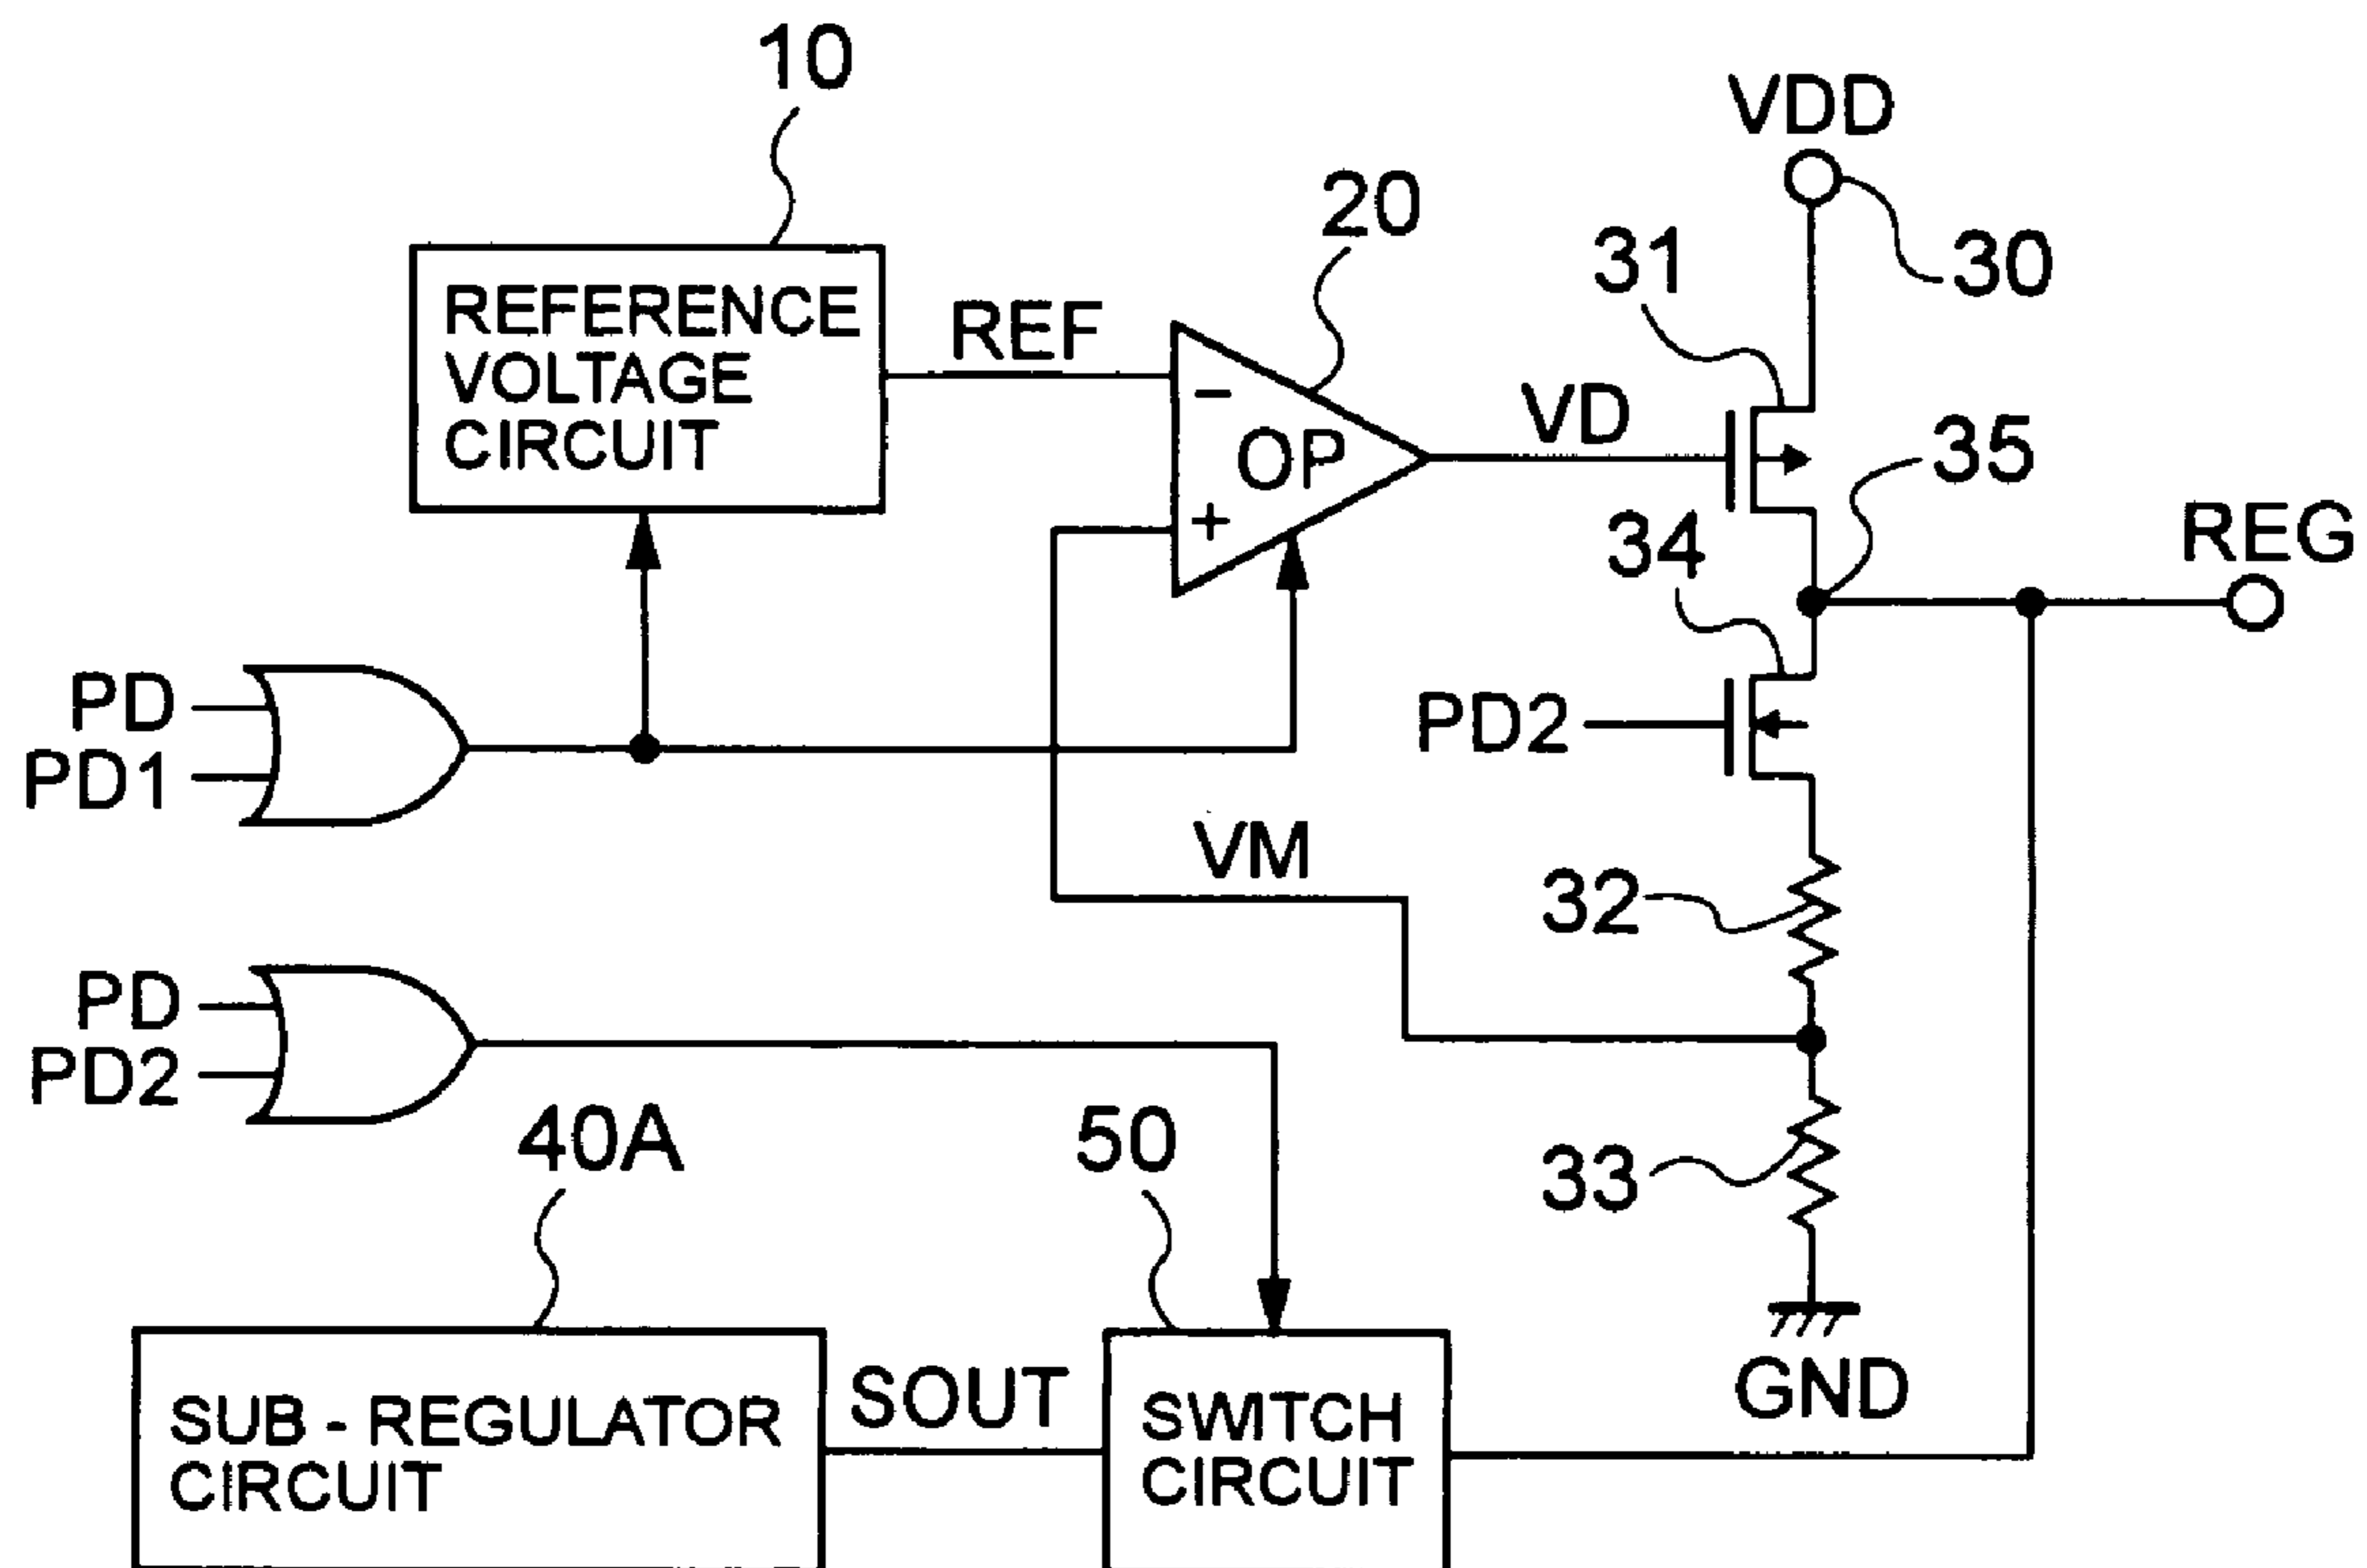 10
VDD
20
31
30
REFERENCE
VOLTAGE
CIRCUIT
REF
−
OP
+
VD
35
34
REG
PD
PD1
PD2
VM
32
PD
PD2
40A
50
33
GND
SUB - REGULATOR
CIRCUIT
SOUT
SWITCH
CIRCUIT